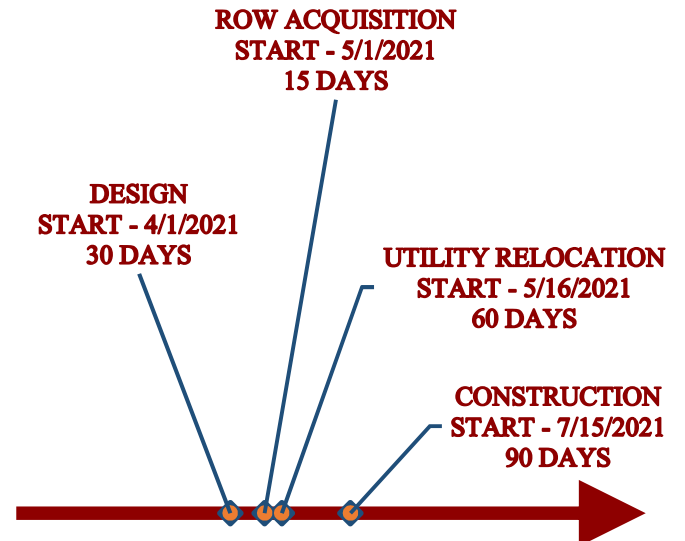 ROW ACQUISITION
START - 5/1/2021
15 DAYS
DESIGN
START - 4/1/2021
30 DAYS
UTILITY RELOCATION
START - 5/16/2021
60 DAYS
CONSTRUCTION
START - 7/15/2021
90 DAYS